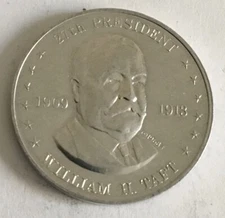 27TH PRESIDENT
1909
1913
WILLIAM H. TAFT